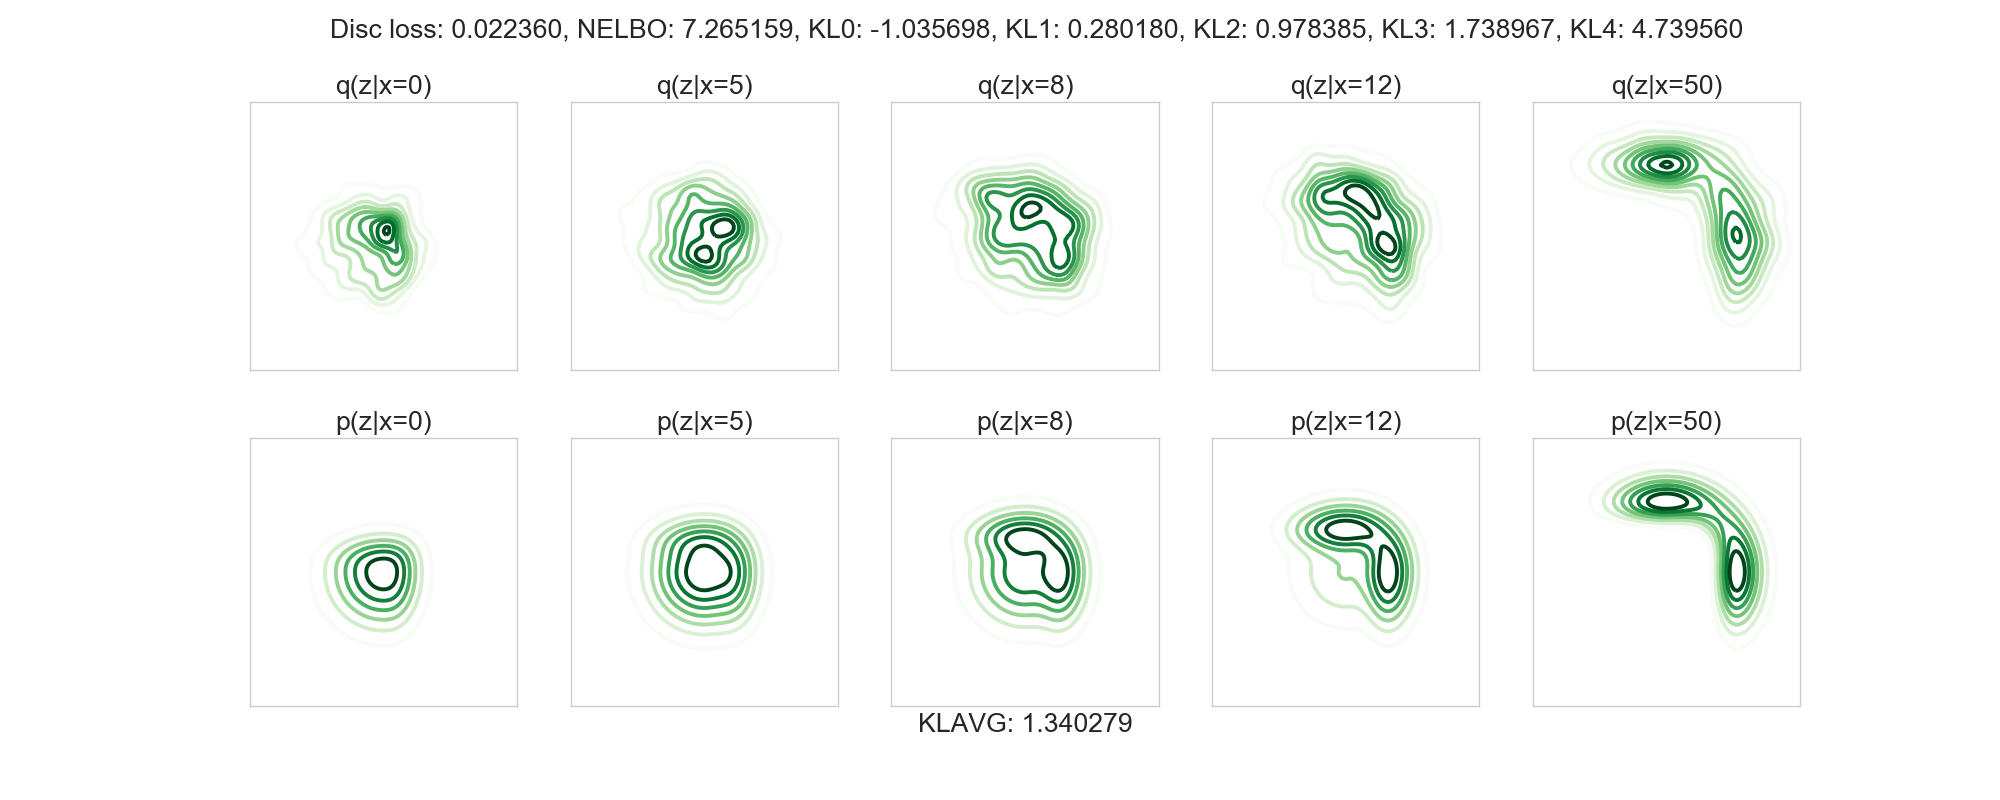 Disc loss: 0.022360, NELBO: 7.265159, KL0: -1.035698, KL1: 0.280180, KL2: 0.978385, KL3: 1.738967, KL4: 4.739560
q(z|x=0) q(z|x=5) q(z|x=8) q(z|x=12) q(z|x=50)
p(z|x=0) p(z|x=5) p(z|x=8) p(z|x=12) p(z|x=50)
KLAVG: 1.340279